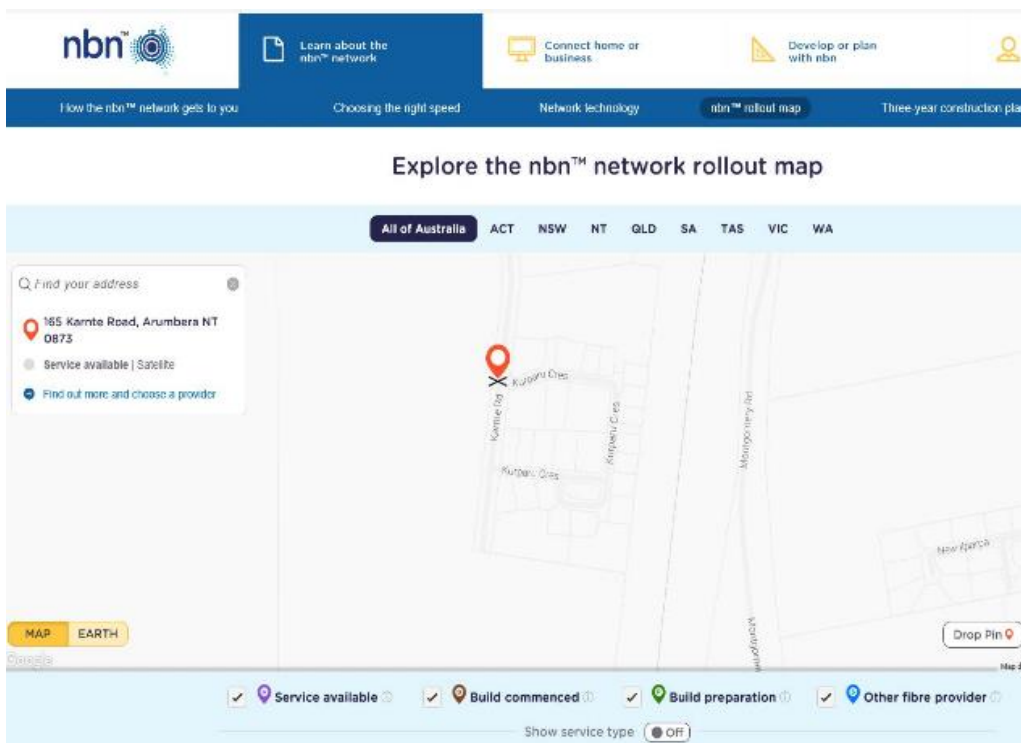 nbn™
Learn about the
nbn™ network
Connect home or
business
Develop or plan
with nbn
How the nbn™ network gets to you
Choosing the right speed
Network technology
nbn™ rollout map
Three-year construction pla
Explore the nbn™ network rollout map
All of Australia
ACT
NSW
NT
QLD
SA
TAS
VIC
WA
Find your address
165 Karnte Road, Arumbera NT
0873
Service available | Satellite
Find out more and choose a provider
Kurparu Cres
Karnte Rd
Kurparu Cres
Montgomery Rd
Kurparu Cres
New Ilparpa
MAP
EARTH
Google
Drop Pin
Map d
Service available
Build commenced
Build preparation
Other fibre provider
Show service type
Off